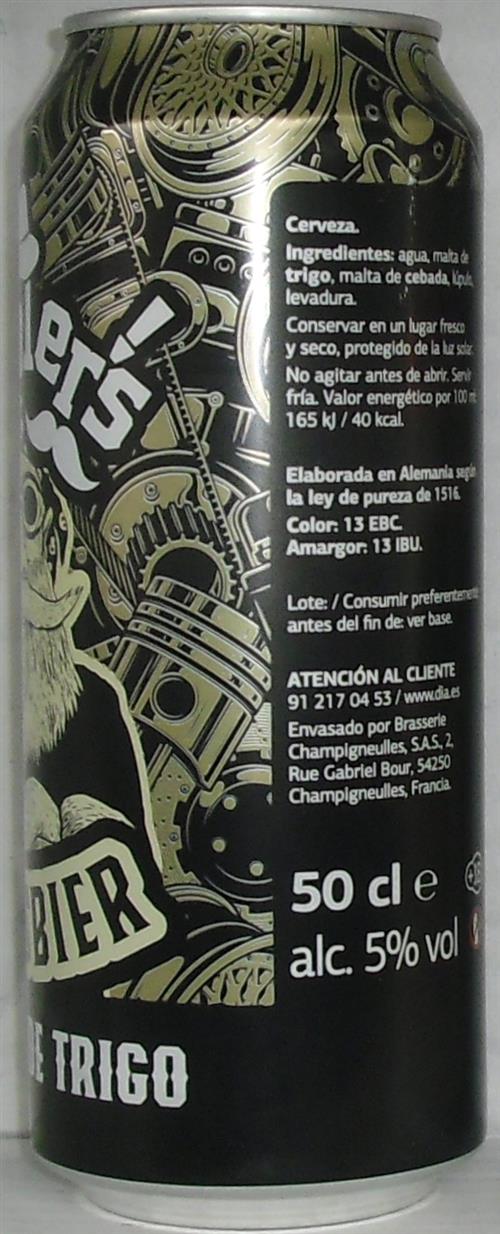 ker's!
BIER
DE TRIGO
Cerveza.
Ingredientes: agua, malta de
trigo, malta de cebada, lúpulo,
levadura.
Conservar en un lugar fresco
y seco, protegido de la luz solar.
No agitar antes de abrir. Servir
fría. Valor energético por 100 ml:
165 kJ / 40 kcal.
Elaborada en Alemania según
la ley de pureza de 1516.
Color: 13 EBC.
Amargor: 13 IBU.
Lote: / Consumir preferentemente
antes del fin de: ver base.
ATENCIÓN AL CLIENTE
91 217 04 53 / www.dia.es
Envasado por Brasserie
Champigneulles, S.A.S., 2,
Rue Gabriel Bour, 54250
Champigneulles, Francia.
50 cl e
alc. 5% vol